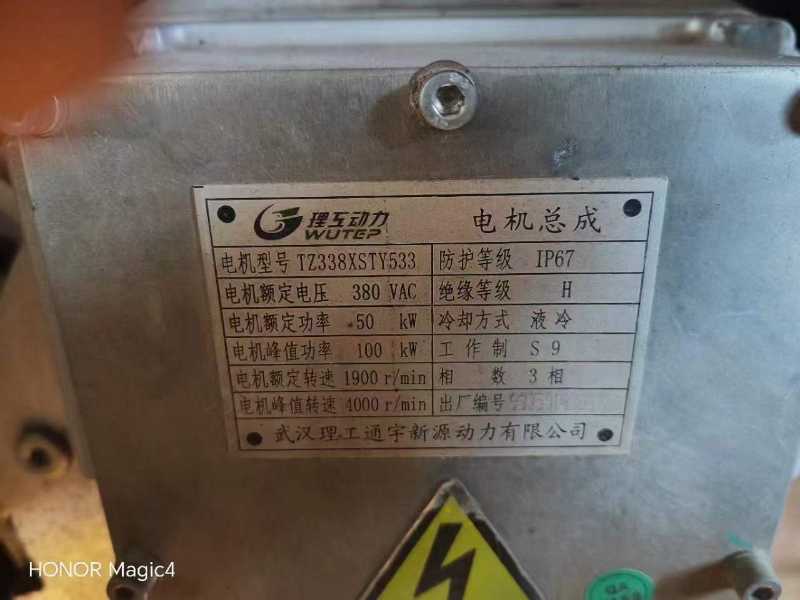 理工动力 电机总成
WUTEP
电机型号 TZ338XSTY533 防护等级 IP67
电机额定电压 380 VAC 绝缘等级 H
电机额定功率 50 kW 冷却方式 液冷
电机峰值功率 100 kW 工作制 S9
电机额定转速 1900 r/min 相数 3相
电机峰值转速 4000 r/min 出厂编号
武汉理工通宇新源动力有限公司
HONOR Magic4